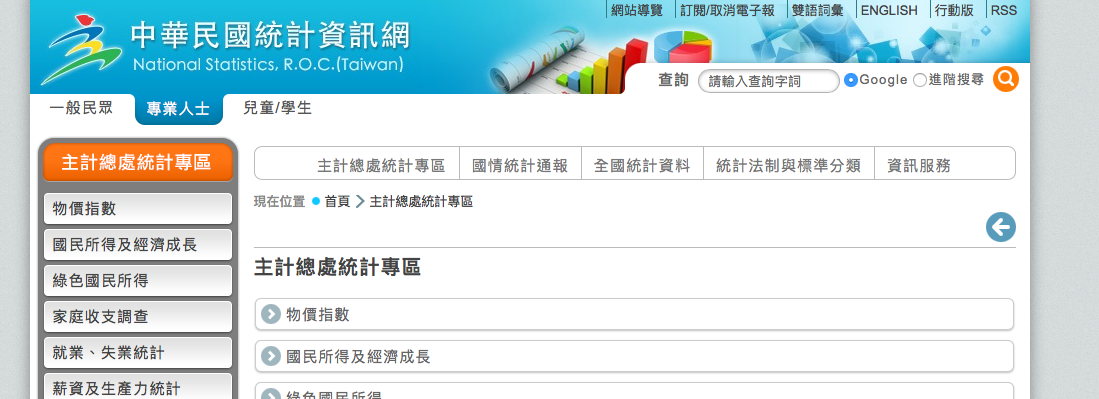 網站導覽 訂閱/取消電子報 雙語詞彙 ENGLISH 行動版 RSS
中華民國統計資訊網
National Statistics, R.O.C.(Taiwan)
查詢 請輸入查詢字詞 Google 進階搜尋
一般民眾 專業人士 兒童/學生
主計總處統計專區
物價指數
國民所得及經濟成長
綠色國民所得
家庭收支調查
就業、失業統計
薪資及生產力統計
主計總處統計專區 國情統計通報 全國統計資料 統計法制與標準分類 資訊服務
現在位置 首頁 主計總處統計專區
主計總處統計專區
物價指數
國民所得及經濟成長
綠色國民所得